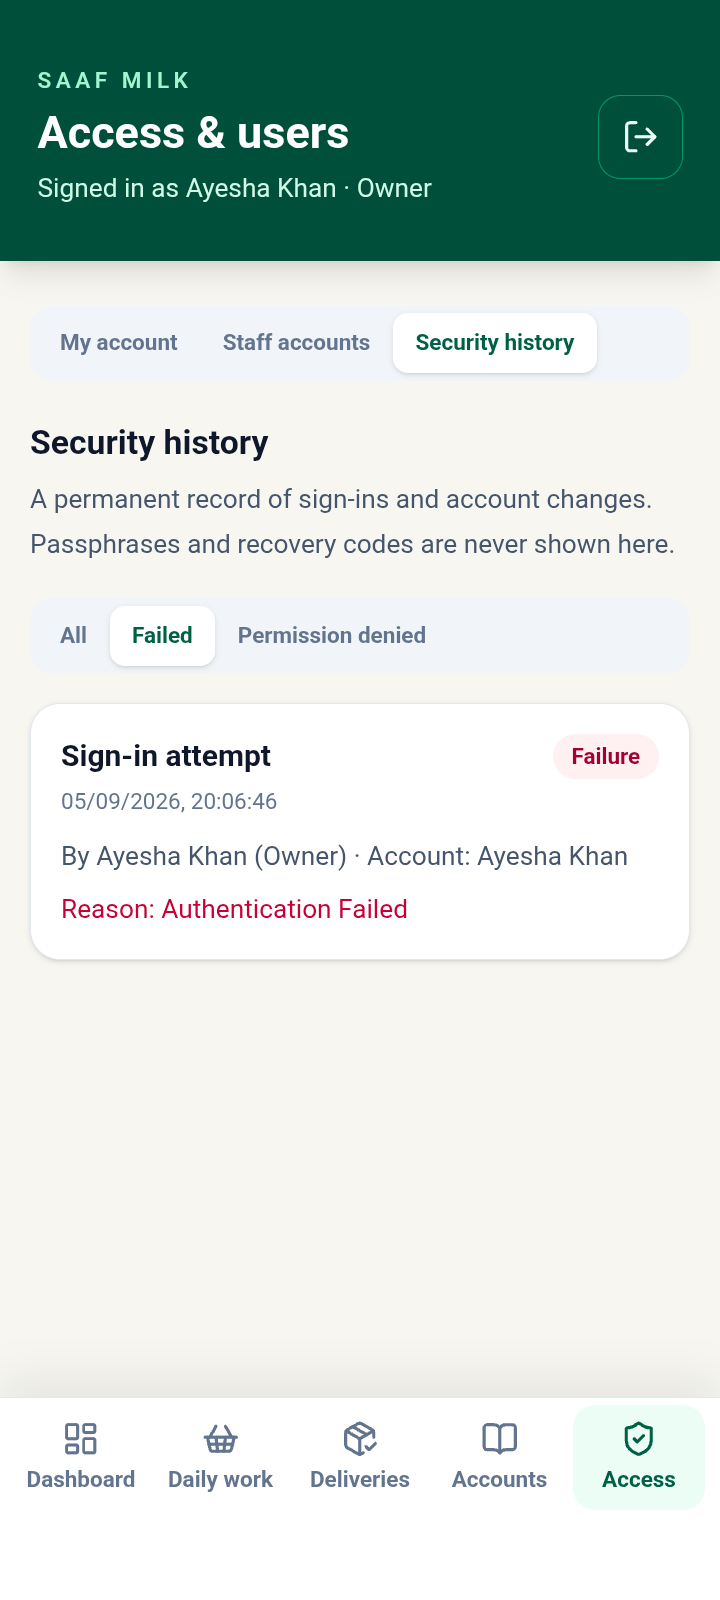 SAAF MILK
Access & users
Signed in as Ayesha Khan · Owner
My account
Staff accounts
Security history
Security history
A permanent record of sign-ins and account changes.
Passphrases and recovery codes are never shown here.
All
Failed
Permission denied
Sign-in attempt
Failure
05/09/2026, 20:06:46
By Ayesha Khan (Owner) · Account: Ayesha Khan
Reason: Authentication Failed
Dashboard
Daily work
Deliveries
Accounts
Access